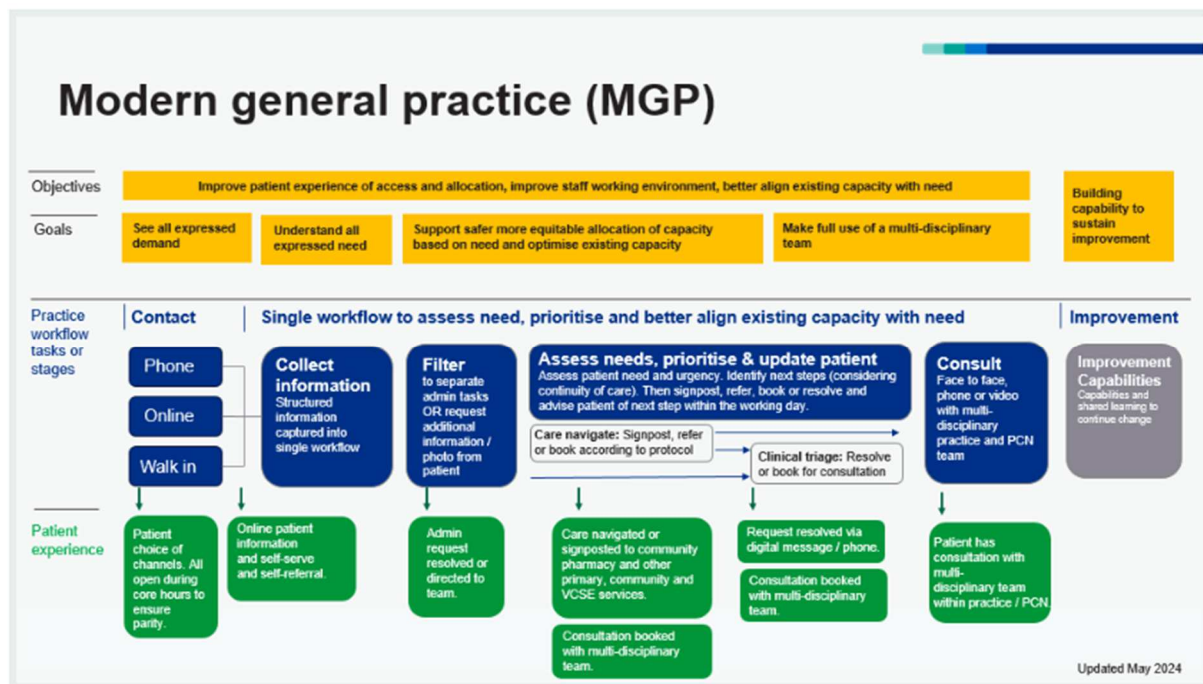 Modern general practice (MGP)
Objectives
Improve patient experience of access and allocation, improve staff working environment, better align existing capacity with need
Building
capability to
sustain
improvement
Goals
See all expressed
demand
Understand all
expressed need
Support safer more equitable allocation of capacity
based on need and optimise existing capacity
Make full use of a multi-disciplinary
team
Practice
workflow
tasks or
stages
Contact
Single workflow to assess need, prioritise and better align existing capacity with need
Improvement
Phone
Online
Walk in
Collect
information
Structured
information
captured into
single workflow
Filter
to separate
admin tasks
OR request
additional
information /
photo from
patient
Assess needs, prioritise & update patient
Assess patient need and urgency. Identify next steps (considering
continuity of care). Then signpost, refer, book or resolve and
advise patient of next step within the working day.
Care navigate: Signpost, refer
or book according to protocol
Clinical triage: Resolve
or book for consultation
Consult
Face to face,
phone or video
with multi-
disciplinary
practice and PCN
team
Improvement
Capabilities
Capabilities and
shared learning to
continue change
Patient
experience
Patient
choice of
channels. All
open during
core hours to
ensure
parity.
Online patient
information
and self-serve
and self-referral.
Admin
request
resolved or
directed to
team.
Care navigated or
signposted to community
pharmacy and other
primary, community and
VCSE services.
Consultation booked
with multi-disciplinary
team.
Request resolved via
digital message / phone.
Consultation booked
with multi-disciplinary
team.
Patient has
consultation with
multi-
disciplinary team
within practice / PCN.
Updated May 2024